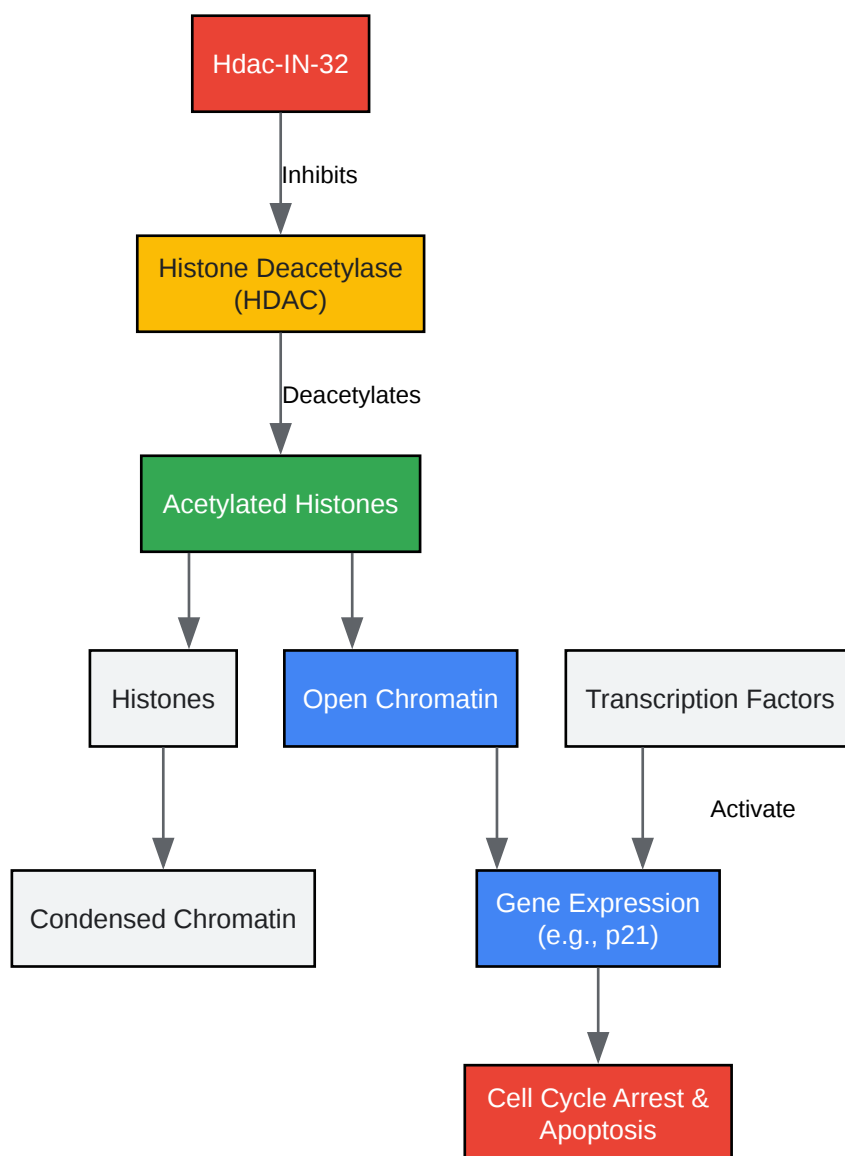 Hdac-IN-32
Inhibits
Histone Deacetylase
(HDAC)
Deacetylates
Acetylated Histones
Histones
Open Chromatin
Transcription Factors
Activate
Condensed Chromatin
Gene Expression
(e.g., p21)
Cell Cycle Arrest &
Apoptosis